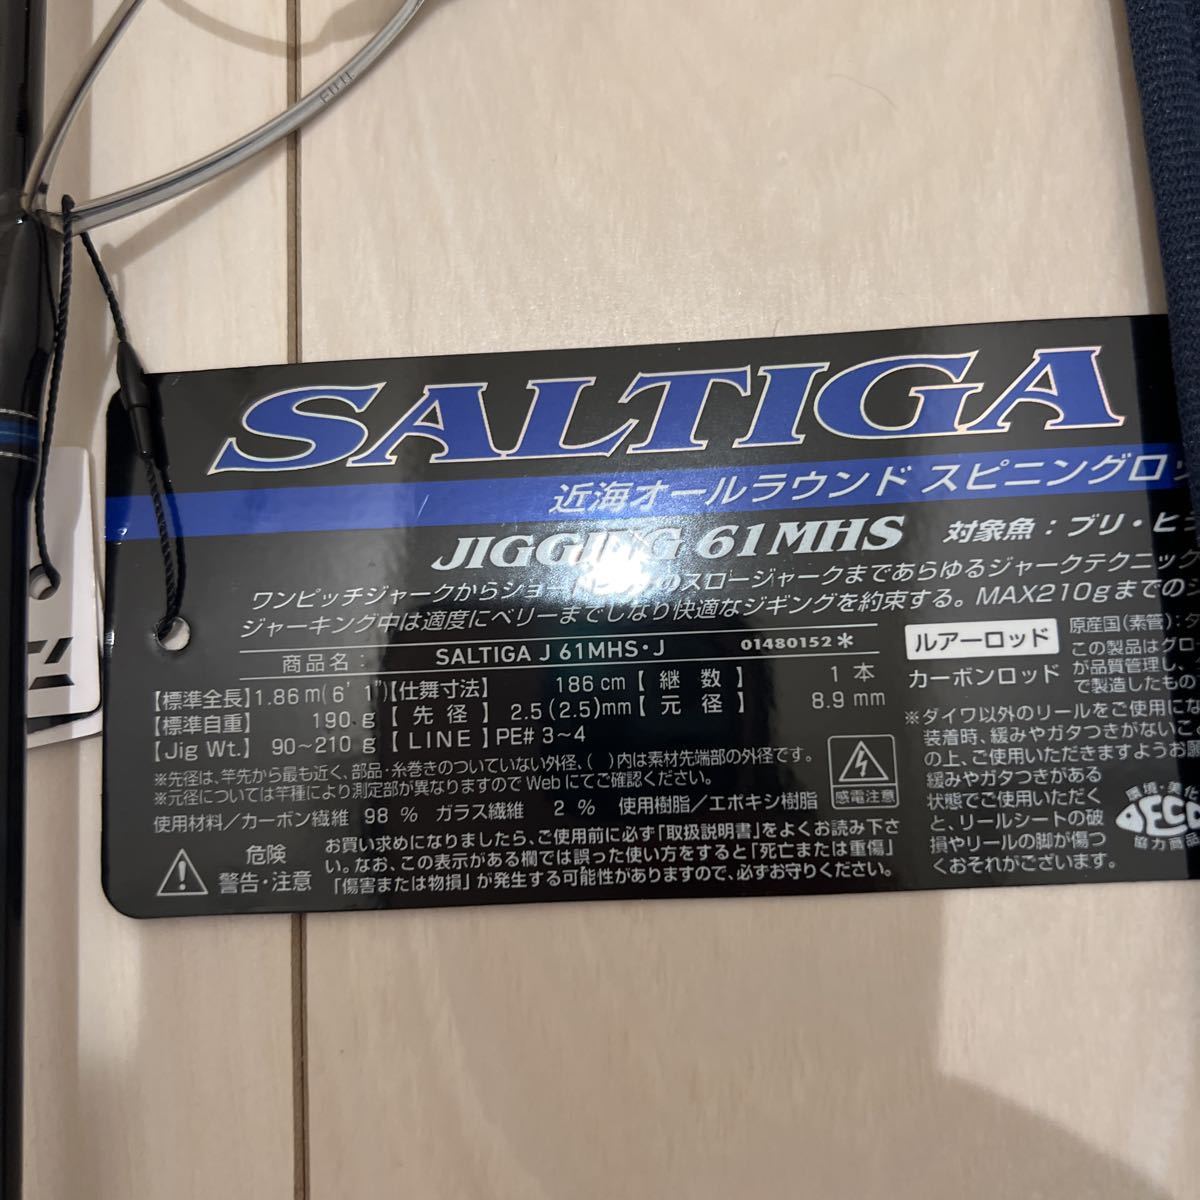 FUJI
SALTIGA
近海オールラウンド スピニングロッ
JIGGING 61MHS 対象魚：ブリ・ヒ
ワンピッチジャークからショ のスロージャークまであらゆるジャークテクニック
ジャーキング中は適度にベリーまでしなり快適なジギングを約束する。MAX210gまでの
商品名： SALTIGA J 61MHS・J 01480152＊
【標準全長】1.86m(6'1")【仕舞寸法】 186cm【継数】 1本
【標準自重】 190g【先径】 2.5(2.5)mm【元径】 8.9mm
【Jig Wt.】 90〜210g【LINE】PE# 3〜4
※先径は、竿先から最も近く、部品・糸巻きのついていない外径、( )内は素材先端部の外径です。
※元径については竿種により測定部が異なりますのでWebにてご確認ください。
使用材料／カーボン繊維 98% ガラス繊維 2% 使用樹脂／エポキシ樹脂
感電注意
危険
警告・注意
お買い求めになりましたら、ご使用前に必ず「取扱説明書」をよくお読み下さ
い。なお、この表示がある欄では誤った使い方をすると「死亡または重傷」
「傷害または物損」が発生する可能性がありますので、必ずお守りください。
ルアーロッド
カーボンロッド
原産国(素管)：
この製品はグロ
が品質管理し、
で製造したもの
※ダイワ以外のリールをご使用にな
装着時、緩みやガタつきがないこ
の上、ご使用いただきますようお願
緩みやガタつきがある
状態でご使用いただく
と、リールシートの破
損やリールの脚が傷つ
くおそれがございます。
環境・美化
ECO
協力商品